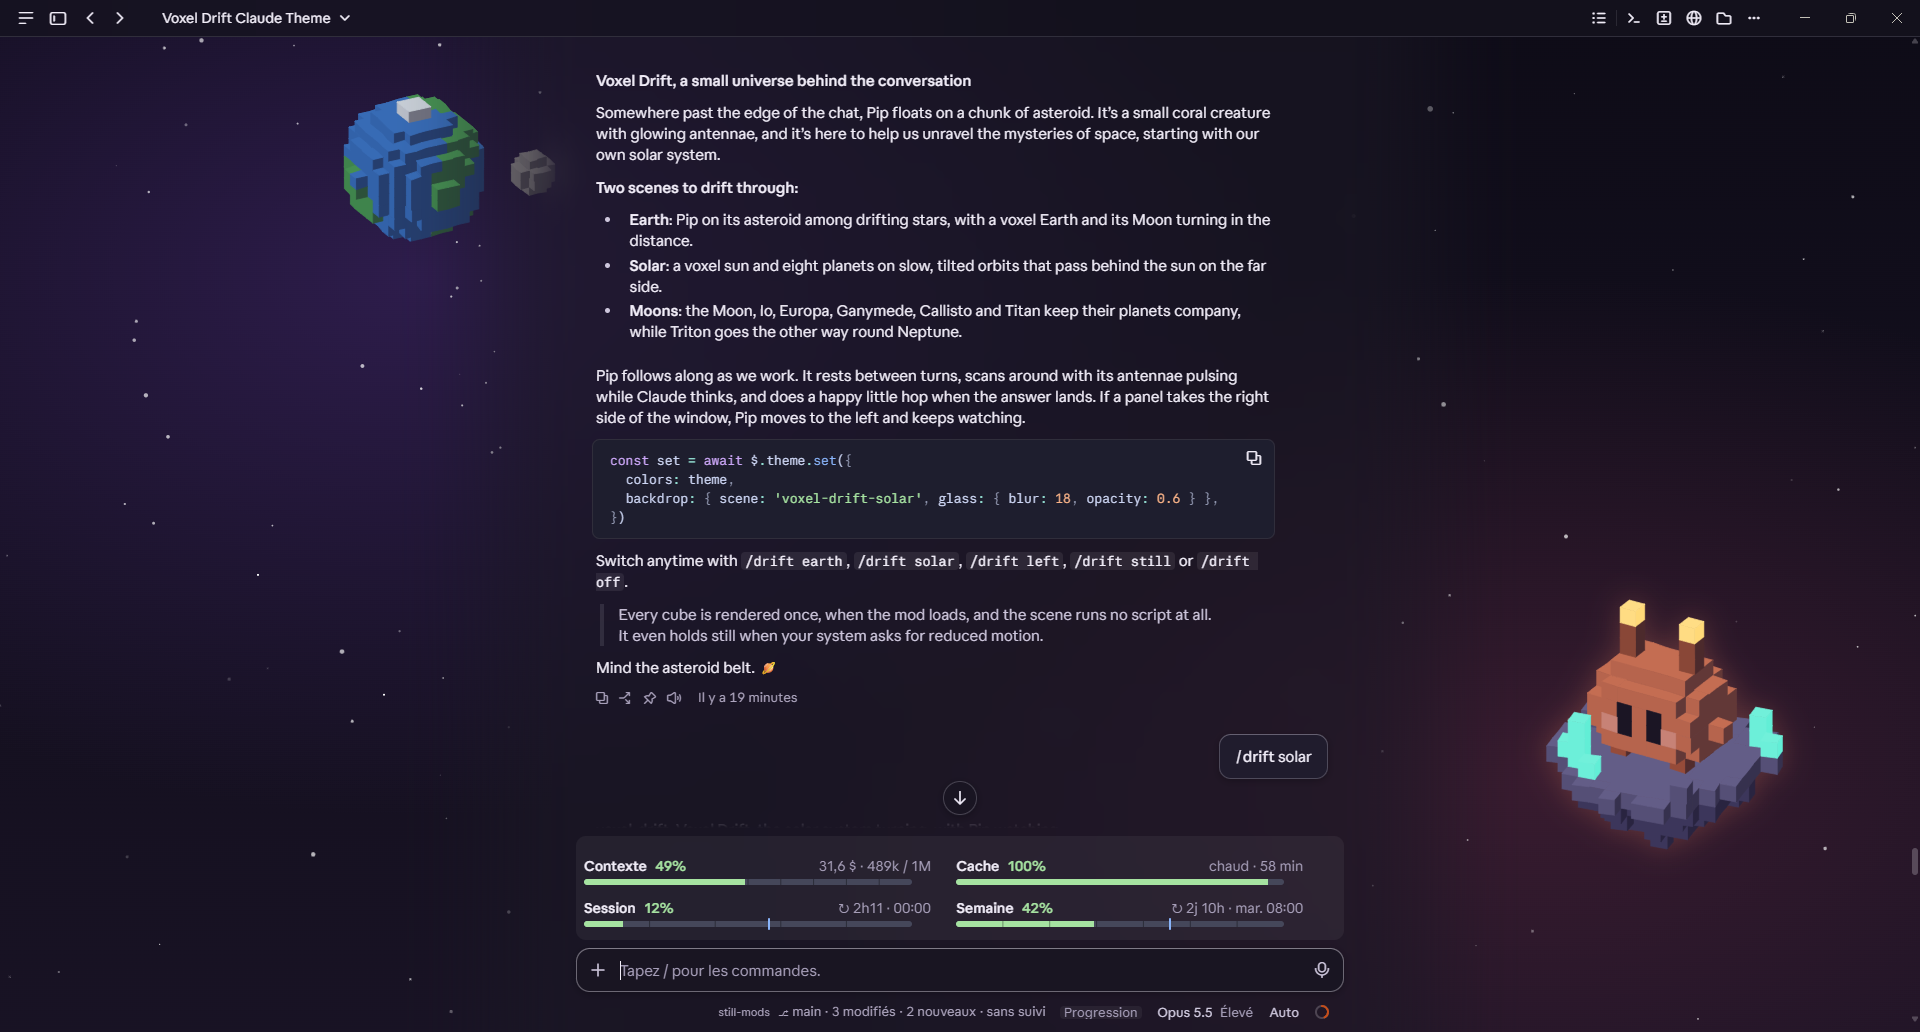 Voxel Drift Claude Theme
Voxel Drift, a small universe behind the conversation
Somewhere past the edge of the chat, Pip floats on a chunk of asteroid. It's a small coral creature
with glowing antennae, and it's here to help us unravel the mysteries of space, starting with our
own solar system.
Two scenes to drift through:
• Earth: Pip on its asteroid among drifting stars, with a voxel Earth and its Moon turning in the
distance.
• Solar: a voxel sun and eight planets on slow, tilted orbits that pass behind the sun on the far
side.
• Moons: the Moon, Io, Europa, Ganymede, Callisto and Titan keep their planets company,
while Triton goes the other way round Neptune.
Pip follows along as we work. It rests between turns, scans around with its antennae pulsing
while Claude thinks, and does a happy little hop when the answer lands. If a panel takes the right
side of the window, Pip moves to the left and keeps watching.
const set = await $.theme.set({
  colors: theme,
  backdrop: { scene: 'voxel-drift-solar', glass: { blur: 18, opacity: 0.6 } },
})
Switch anytime with /drift earth, /drift solar, /drift left, /drift still or /drift
off.
Every cube is rendered once, when the mod loads, and the scene runs no script at all.
It even holds still when your system asks for reduced motion.
Mind the asteroid belt. 🪐
Il y a 19 minutes
/drift solar
Contexte 49% 31,6 $ · 489k / 1M
Cache 100% chaud · 58 min
Session 12% ↻ 2h11 · 00:00
Semaine 42% ↻ 2j 10h · mar. 08:00
Tapez / pour les commandes.
still-mods main · 3 modifiés · 2 nouveaux · sans suivi Progression Opus 5.5 Élevé Auto